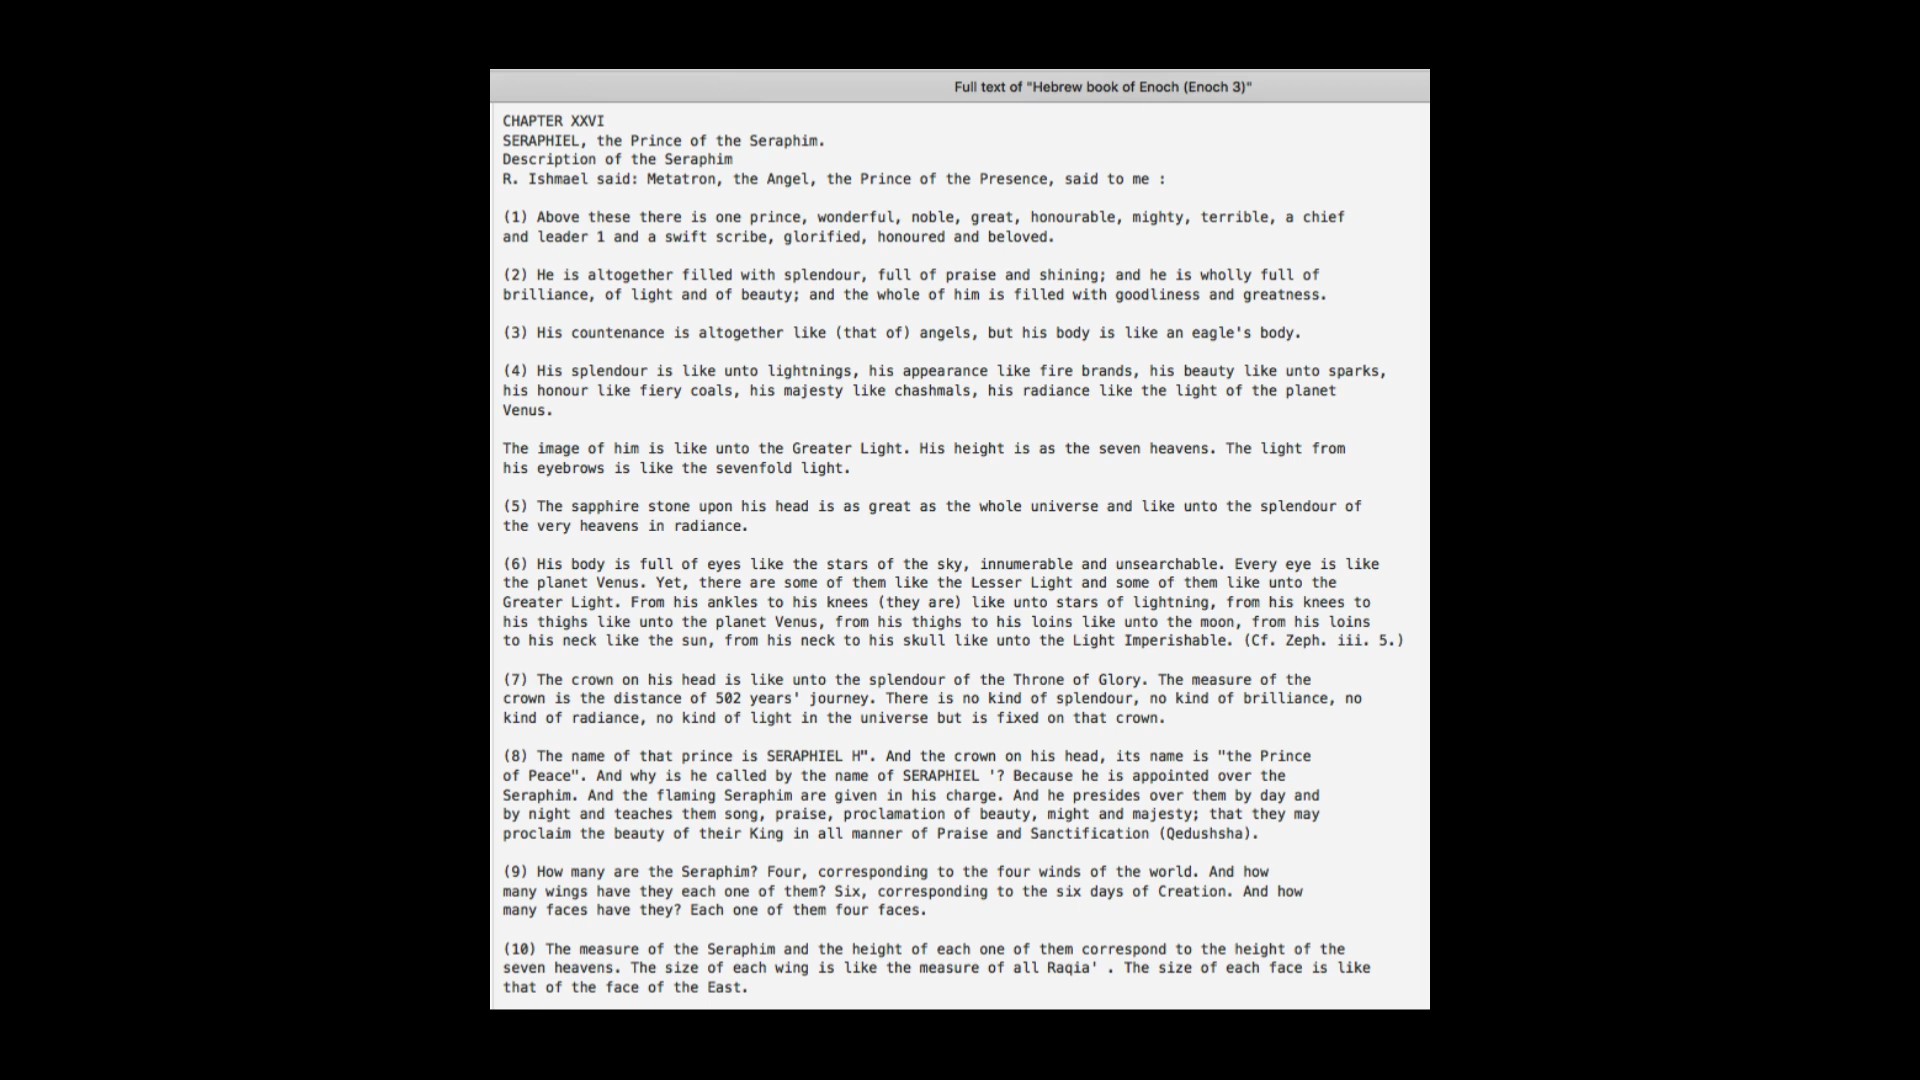 Full text of "Hebrew book of Enoch (Enoch 3)"
CHAPTER XXVI
SERAPHIEL, the Prince of the Seraphim.
Description of the Seraphim
R. Ishmael said: Metatron, the Angel, the Prince of the Presence, said to me :
(1) Above these there is one prince, wonderful, noble, great, honourable, mighty, terrible, a chief
and leader 1 and a swift scribe, glorified, honoured and beloved.
(2) He is altogether filled with splendour, full of praise and shining; and he is wholly full of
brilliance, of light and of beauty; and the whole of him is filled with goodliness and greatness.
(3) His countenance is altogether like (that of) angels, but his body is like an eagle's body.
(4) His splendour is like unto lightnings, his appearance like fire brands, his beauty like unto sparks,
his honour like fiery coals, his majesty like chashmals, his radiance like the light of the planet
Venus.
The image of him is like unto the Greater Light. His height is as the seven heavens. The light from
his eyebrows is like the sevenfold light.
(5) The sapphire stone upon his head is as great as the whole universe and like unto the splendour of
the very heavens in radiance.
(6) His body is full of eyes like the stars of the sky, innumerable and unsearchable. Every eye is like
the planet Venus. Yet, there are some of them like the Lesser Light and some of them like unto the
Greater Light. From his ankles to his knees (they are) like unto stars of lightning, from his knees to
his thighs like unto the planet Venus, from his thighs to his loins like unto the moon, from his loins
to his neck like the sun, from his neck to his skull like unto the Light Imperishable. (Cf. Zeph. iii. 5.)
(7) The crown on his head is like unto the splendour of the Throne of Glory. The measure of the
crown is the distance of 502 years' journey. There is no kind of splendour, no kind of brilliance, no
kind of radiance, no kind of light in the universe but is fixed on that crown.
(8) The name of that prince is SERAPHIEL H". And the crown on his head, its name is "the Prince
of Peace". And why is he called by the name of SERAPHIEL '? Because he is appointed over the
Seraphim. And the flaming Seraphim are given in his charge. And he presides over them by day and
by night and teaches them song, praise, proclamation of beauty, might and majesty; that they may
proclaim the beauty of their King in all manner of Praise and Sanctification (Qedushsha).
(9) How many are the Seraphim? Four, corresponding to the four winds of the world. And how
many wings have they each one of them? Six, corresponding to the six days of Creation. And how
many faces have they? Each one of them four faces.
(10) The measure of the Seraphim and the height of each one of them correspond to the height of the
seven heavens. The size of each wing is like the measure of all Raqia' . The size of each face is like
that of the face of the East.